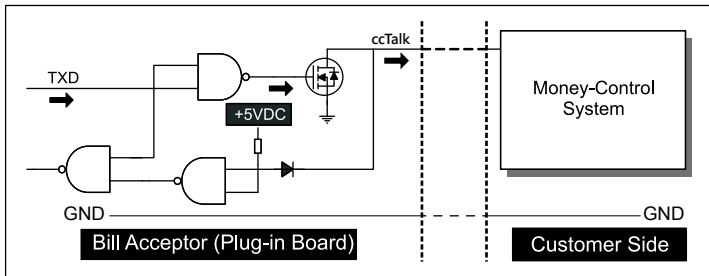 ccTalk
TXD
+5VDC
Money-Control
System
GND
GND
Bill Acceptor (Plug-in Board)
Customer Side